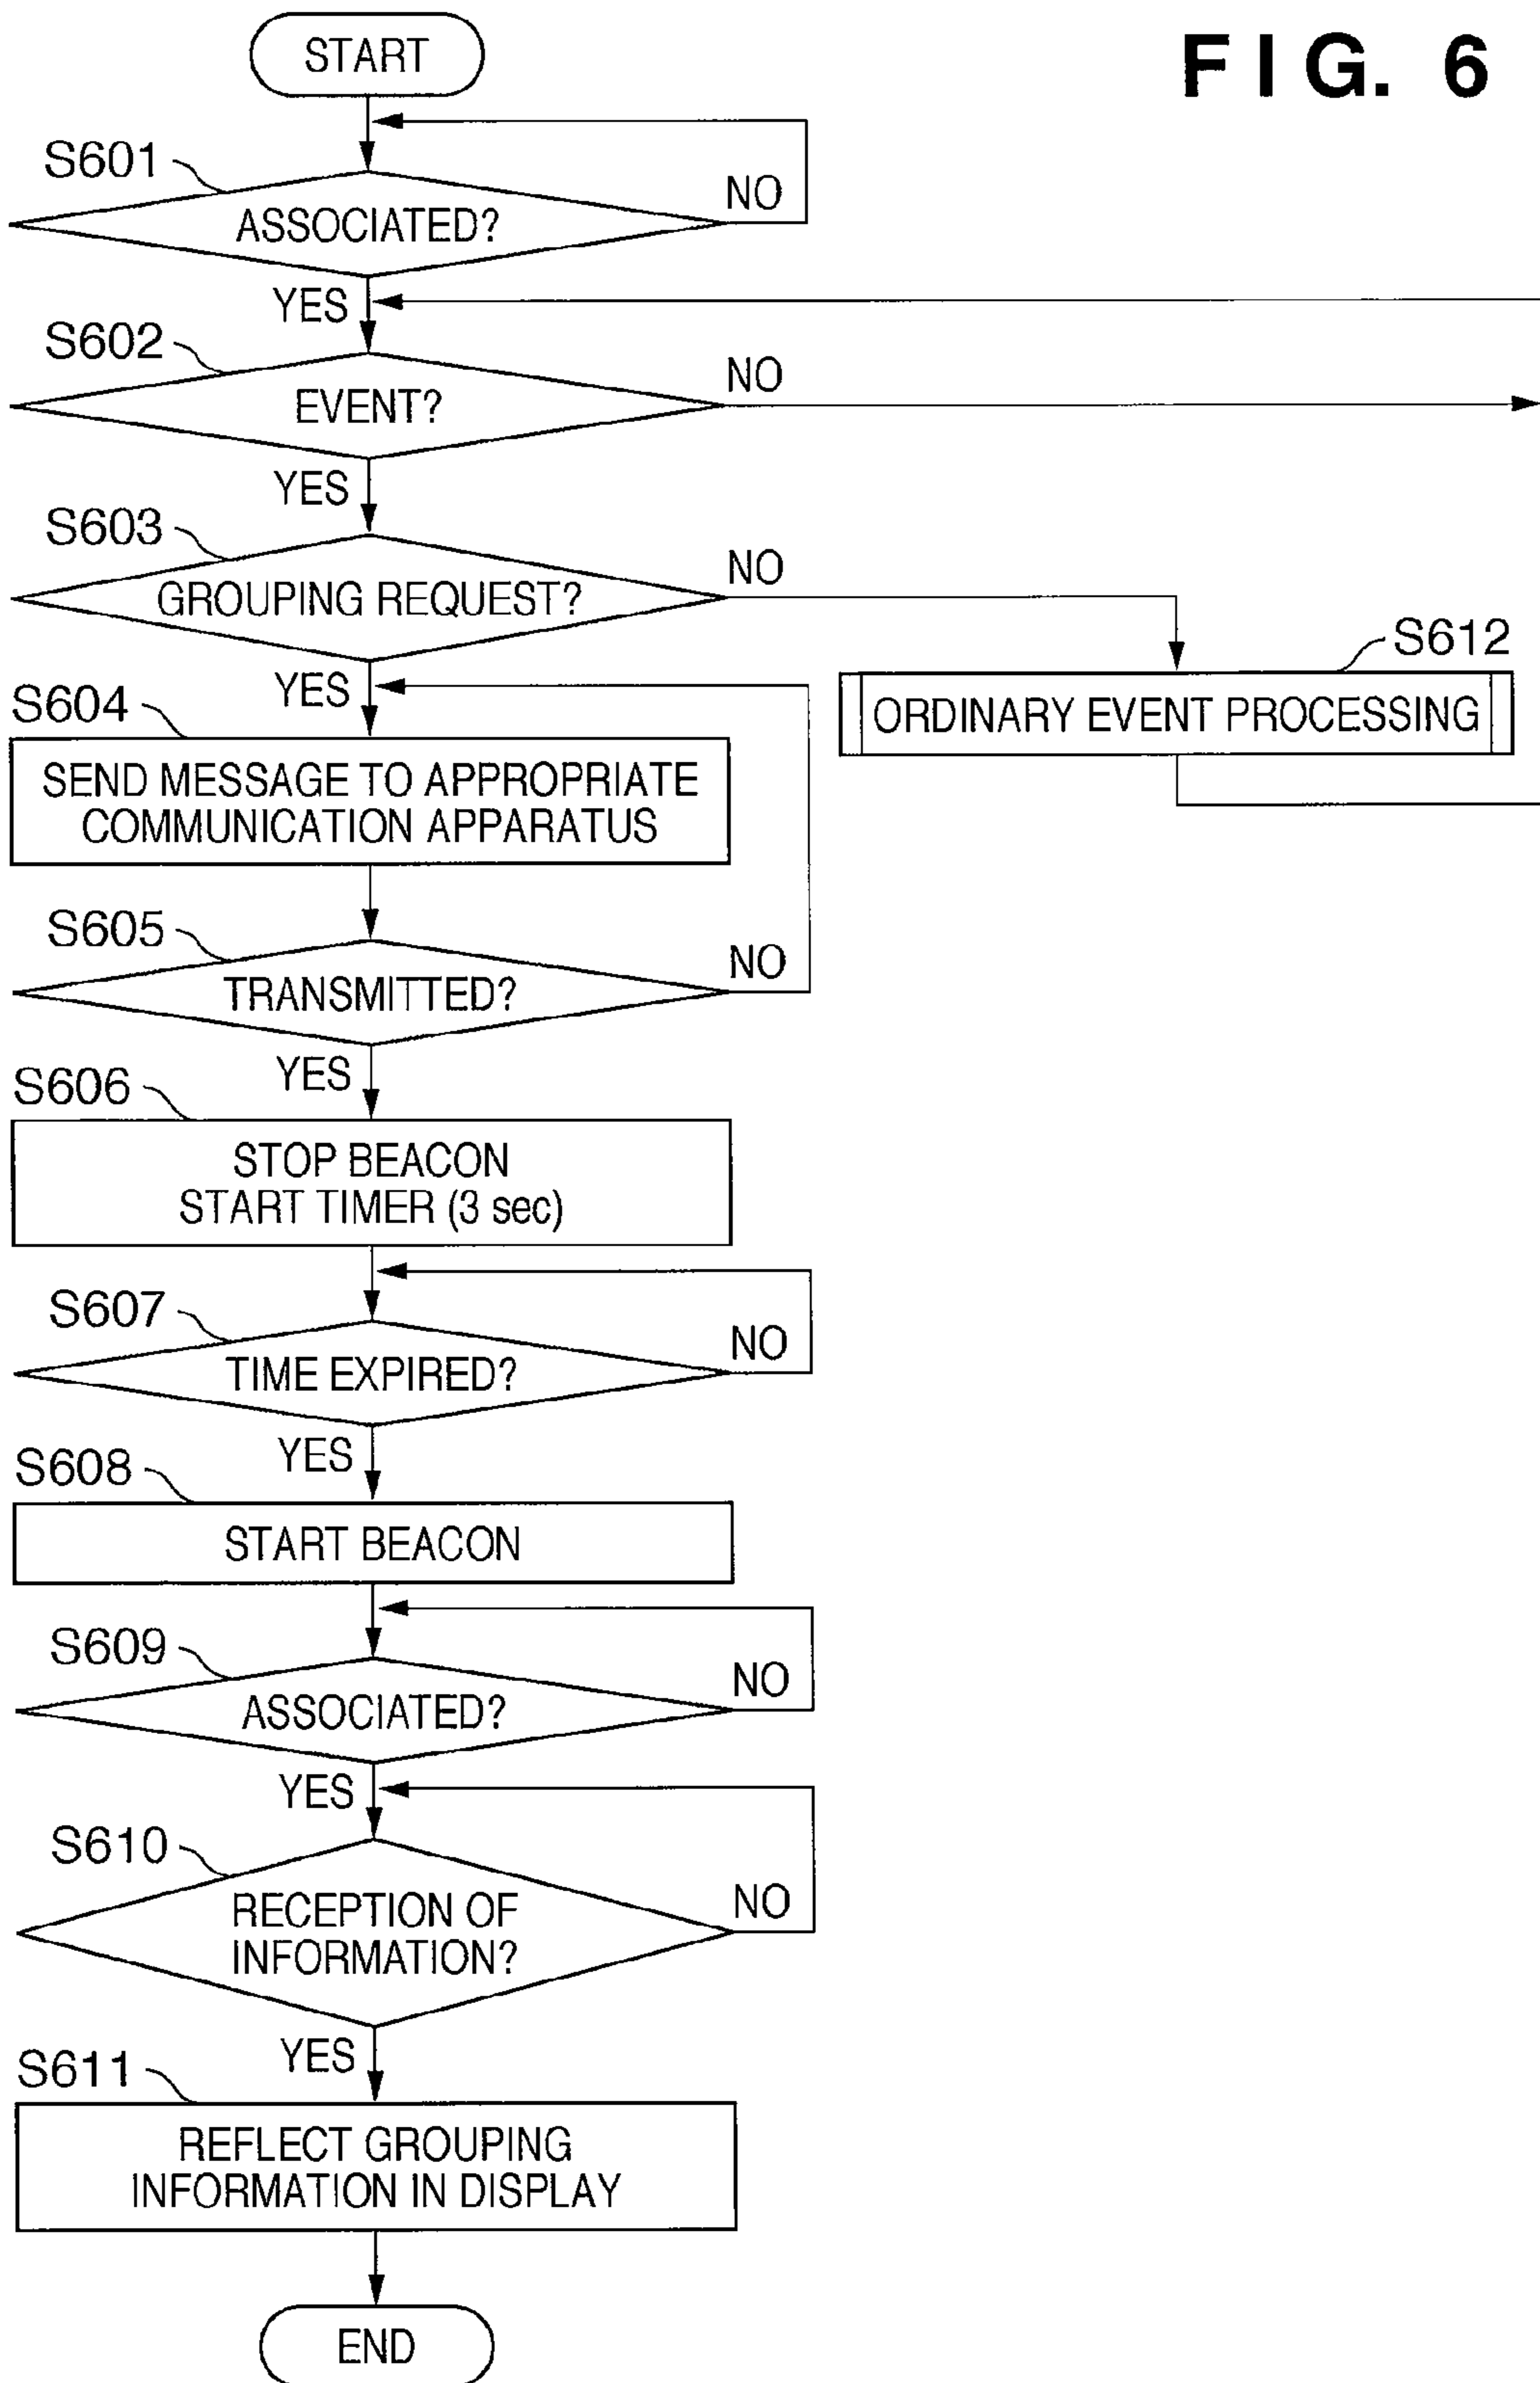 FIG. 6
START
S601
ASSOCIATED?
NO
YES
S602
EVENT?
NO
YES
S603
GROUPING REQUEST?
NO
YES
S612
ORDINARY EVENT PROCESSING
S604
SEND MESSAGE TO APPROPRIATE
COMMUNICATION APPARATUS
S605
TRANSMITTED?
NO
YES
S606
STOP BEACON
START TIMER (3 sec)
S607
TIME EXPIRED?
NO
YES
S608
START BEACON
S609
ASSOCIATED?
NO
YES
S610
RECEPTION OF
INFORMATION?
NO
YES
S611
REFLECT GROUPING
INFORMATION IN DISPLAY
END